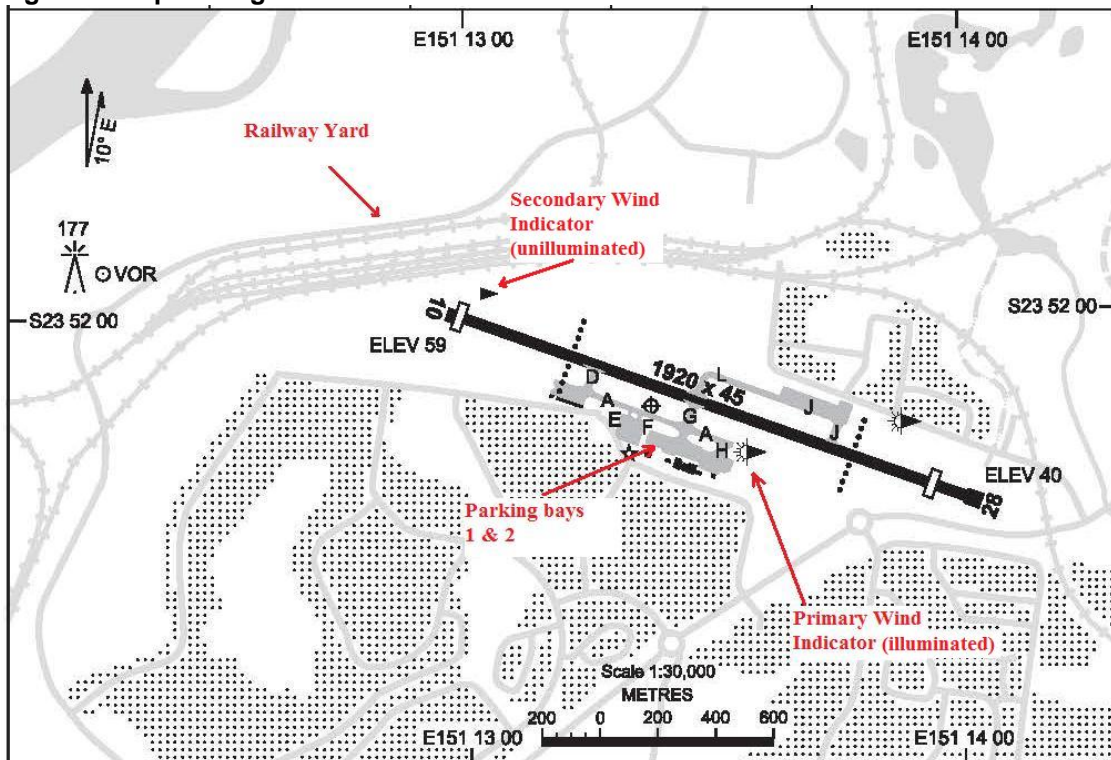 E151 13 00
E151 14 00
10° E
Railway Yard
Secondary Wind
Indicator
(unilluminated)
177
VOR
S23 52 00
S23 52 00
10
ELEV 59
1920 x 45
L
D
A
J
E
F
G
A
J
H
ELEV 40
28
Parking bays
1 & 2
Primary Wind
Indicator (illuminated)
Scale 1:30,000
METRES
200 0 200 400 600
E151 13 00
E151 14 00